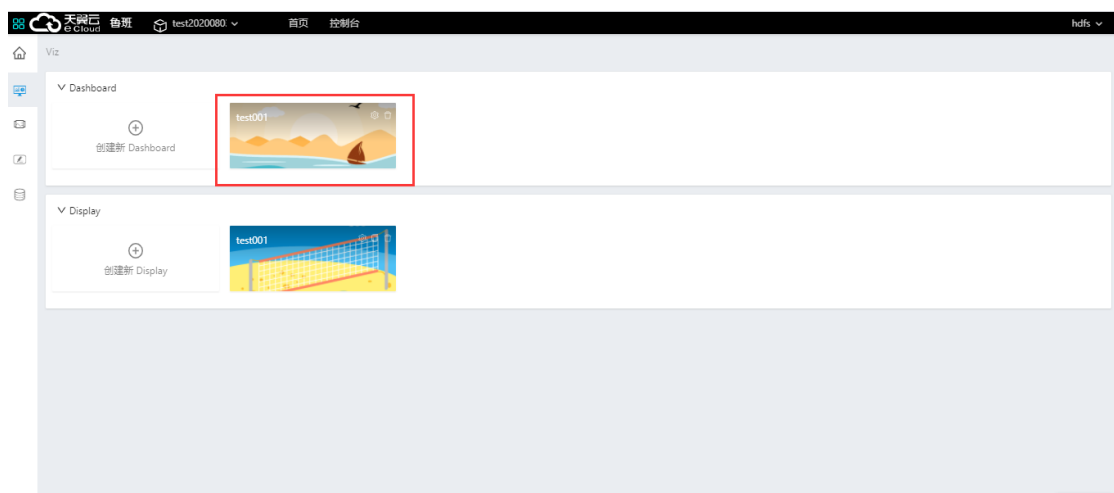 天翼云 e Cloud 鲁班 test2020080 首页 控制台 hdfs
Viz
Dashboard
test001
创建新 Dashboard
Display
test001
创建新 Display